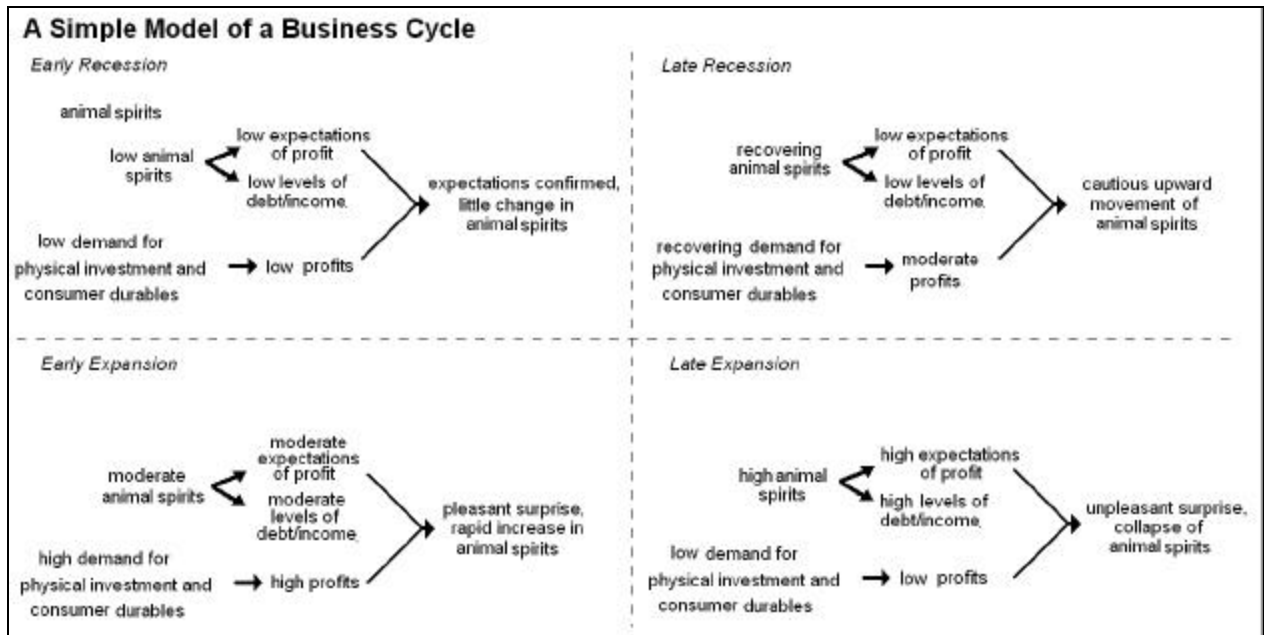 A Simple Model of a Business Cycle
Early Recession
animal spirits
low animal
spirits
low expectations
of profit
low levels of
debt/income.
low demand for
physical investment and
consumer durables
low profits
expectations confirmed,
little change in
animal spirits
Late Recession
recovering
animal spirits
low expectations
of profit
low levels of
debt/income.
recovering demand for
physical investment and
consumer durables
moderate
profits
cautious upward
movement of
animal spirits
Early Expansion
moderate
animal spirits
moderate
expectations
of profit
moderate
levels of
debt/income.
high demand for
physical investment and
consumer durables
high profits
pleasant surprise,
rapid increase in
animal spirits
Late Expansion
high animal
spirits
high expectations
of profit
high levels of
debt/income.
low demand for
physical investment and
consumer durables
low profits
unpleasant surprise,
collapse of
animal spirits